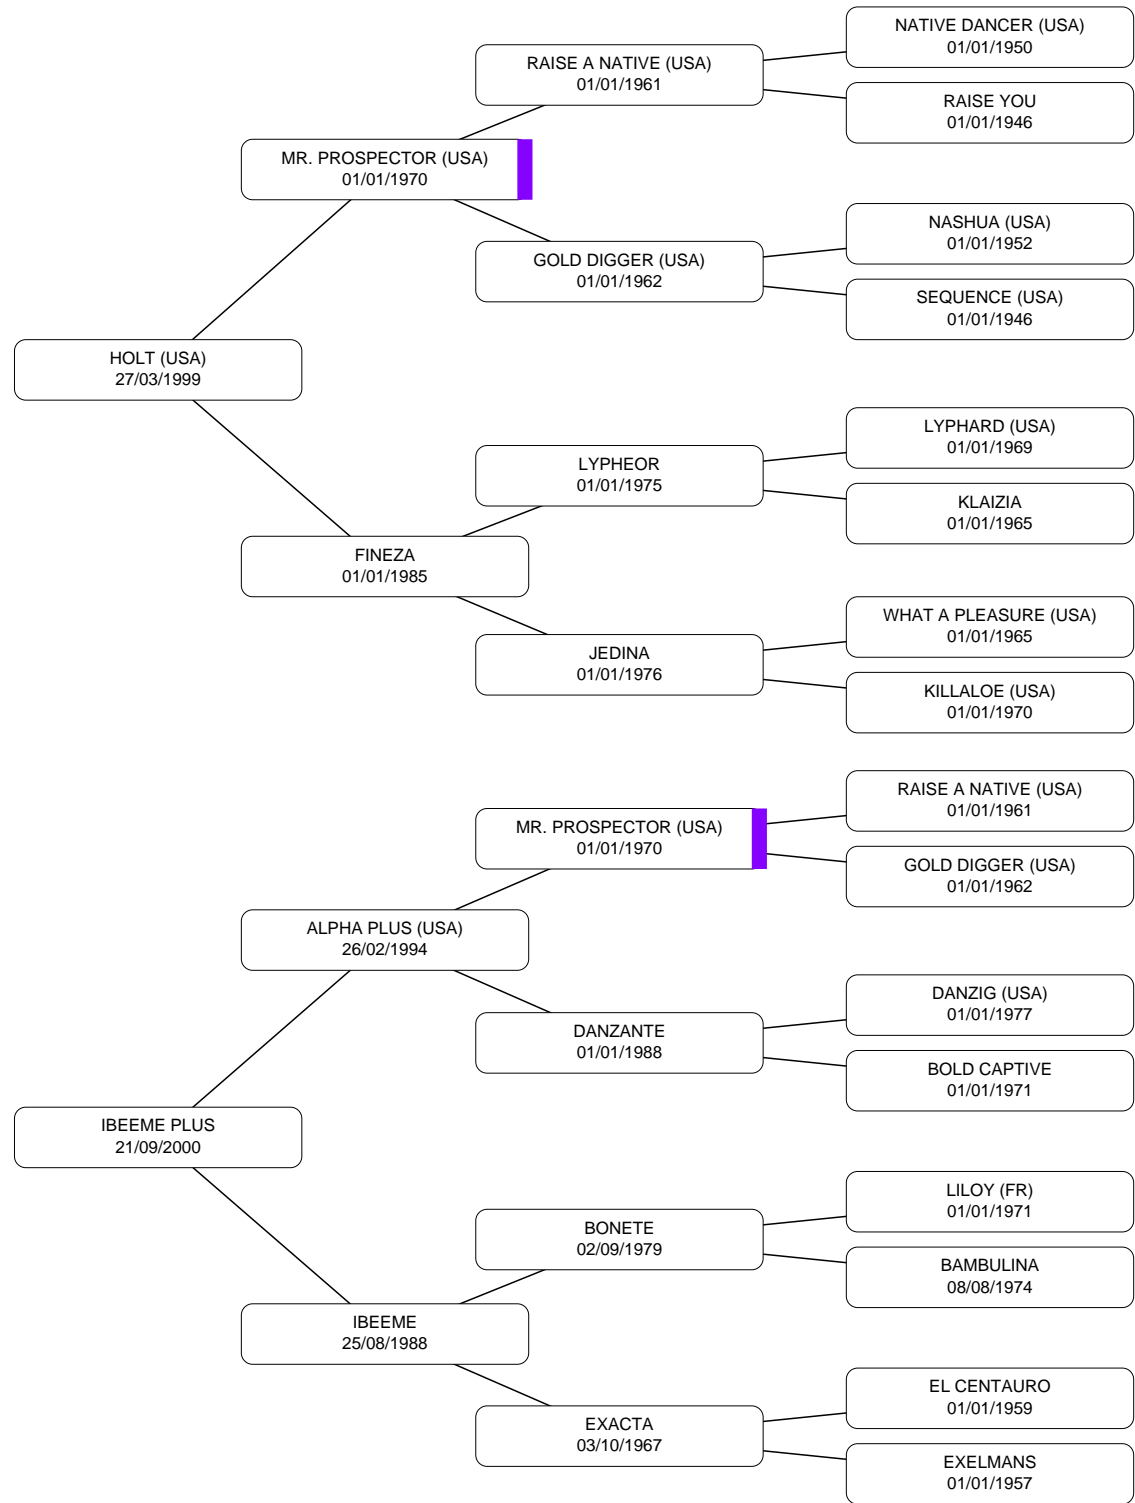 NATIVE DANCER (USA)
01/01/1950
RAISE A NATIVE (USA)
01/01/1961
RAISE YOU
01/01/1946
MR. PROSPECTOR (USA)
01/01/1970
NASHUA (USA)
01/01/1952
GOLD DIGGER (USA)
01/01/1962
SEQUENCE (USA)
01/01/1946
HOLT (USA)
27/03/1999
LYPHARD (USA)
01/01/1969
LYPHEOR
01/01/1975
KLAIZIA
01/01/1965
FINEZA
01/01/1985
WHAT A PLEASURE (USA)
01/01/1965
JEDINA
01/01/1976
KILLALOE (USA)
01/01/1970
RAISE A NATIVE (USA)
01/01/1961
MR. PROSPECTOR (USA)
01/01/1970
GOLD DIGGER (USA)
01/01/1962
ALPHA PLUS (USA)
26/02/1994
DANZIG (USA)
01/01/1977
DANZANTE
01/01/1988
BOLD CAPTIVE
01/01/1971
IBEEME PLUS
21/09/2000
LILOY (FR)
01/01/1971
BONETE
02/09/1979
BAMBULINA
08/08/1974
IBEEME
25/08/1988
EL CENTAURO
01/01/1959
EXACTA
03/10/1967
EXELMANS
01/01/1957